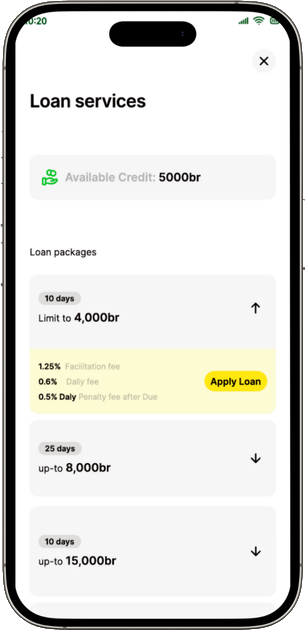 0:20
Loan services
Available Credit: 5000br
Loan packages
10 days
Limit to 4,000br
1.25% Facilitation fee
0.6% Daily fee
0.5% Daly Penalty fee after Due
Apply Loan
25 days
up-to 8,000br
10 days
up-to 15,000br